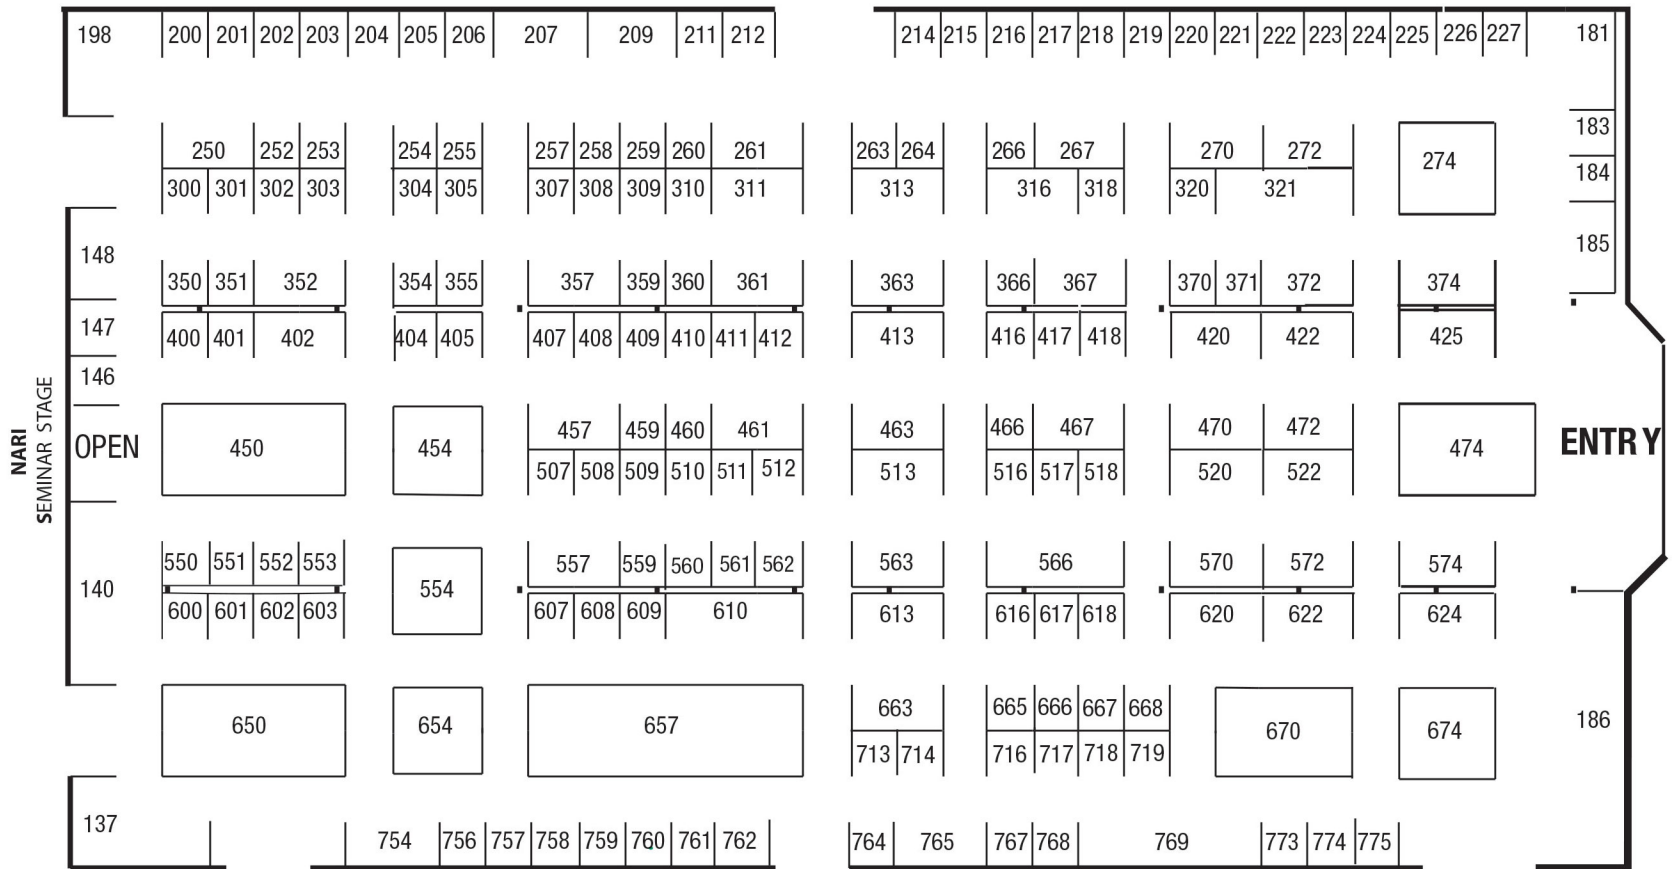 198 200 201 202 203 204 205 206 207 209 211 212 214 215 216 217 218 219 220 221 222 223 224 225 226 227 181
183
250 252 253 254 255 257 258 259 260 261 263 264 266 267 270 272 274
184
300 301 302 303 304 305 307 308 309 310 311 313 316 318 320 321
148 185
350 351 352 354 355 357 359 360 361 363 366 367 370 371 372 374
147 400 401 402 404 405 407 408 409 410 411 412 413 416 417 418 420 422 425
146
NARI
SEMINAR STAGE
OPEN 450 454 457 459 460 461 463 466 467 470 472 474 ENTRY
507 508 509 510 511 512 513 516 517 518 520 522
550 551 552 553 557 559 560 561 562 563 566 570 572 574
140 554
600 601 602 603 607 608 609 610 613 616 617 618 620 622 624
663 665 666 667 668
650 654 657 670 674 186
713 714 716 717 718 719
137 754 756 757 758 759 760 761 762 764 765 767 768 769 773 774 775